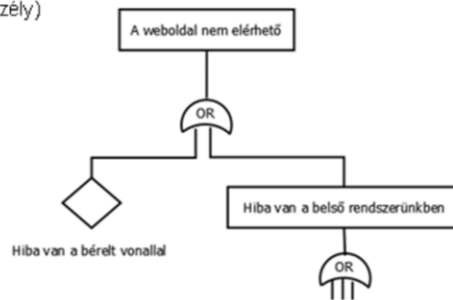 zély)
A weboldal nem elérhető
OR
Hiba van a belső rendszerünkben
Hiba van a bérelt vonallal
OR